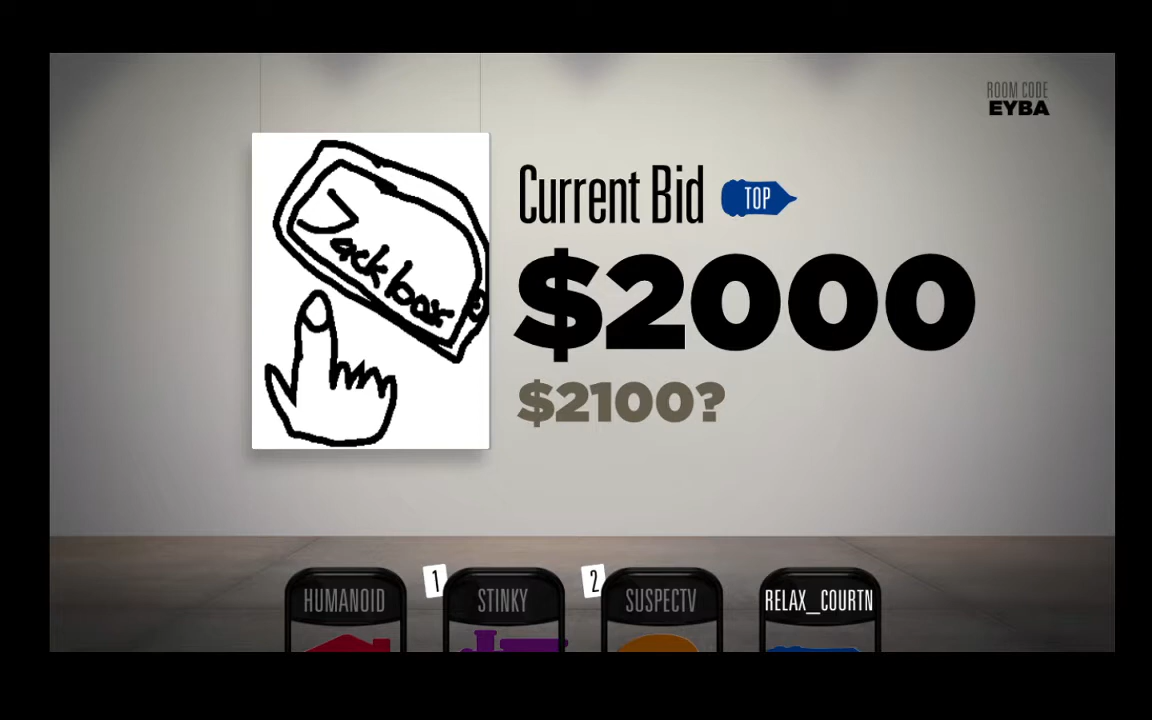 ROOM CODE
EYBA
Jackbox
Current Bid
TOP
$2000
$2100?
1
2
HUMANOID
STINKY
SUSPECTV
RELAX_COURTN